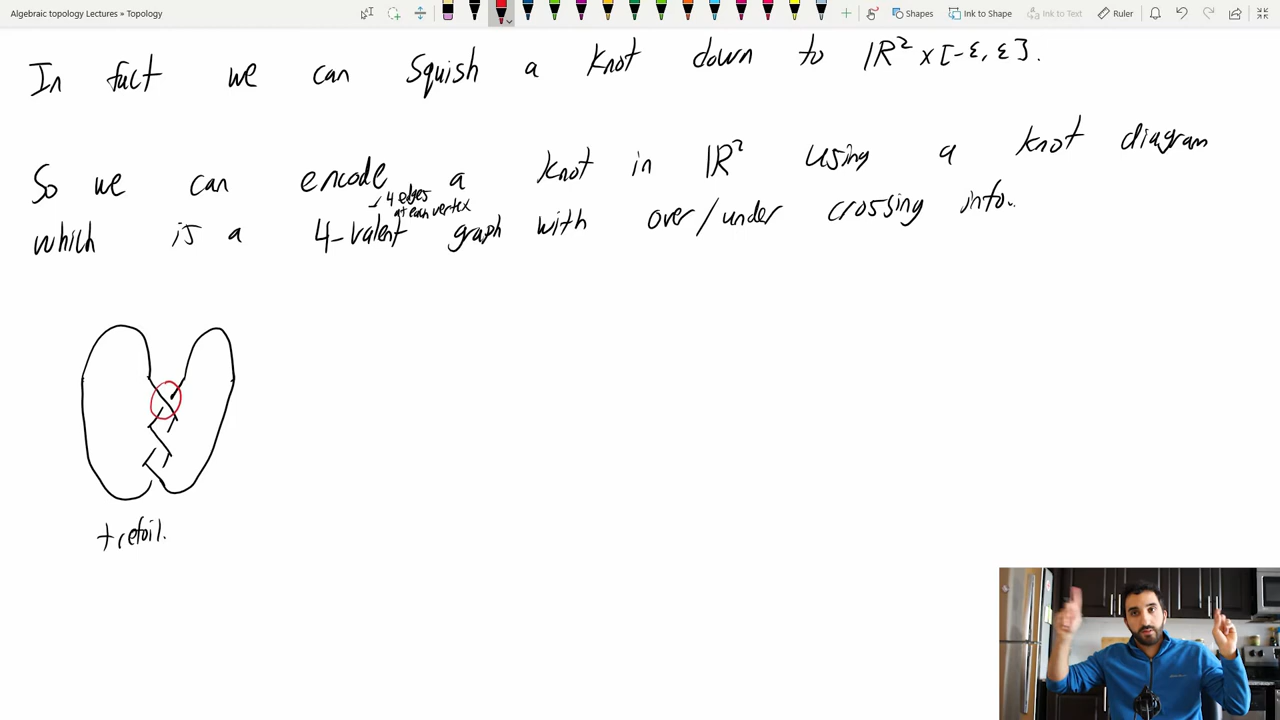 Algebraic topology Lectures – Topology
Shapes
Ink to Shape
Ink to Text
Ruler
In fact we can squish a knot down to ℝ² × [-ε, ε].
So we can encode a knot in ℝ² using a knot diagram
4 edges
at each vertex
which is a 4-valent graph with over/under crossing info.
trefoil.